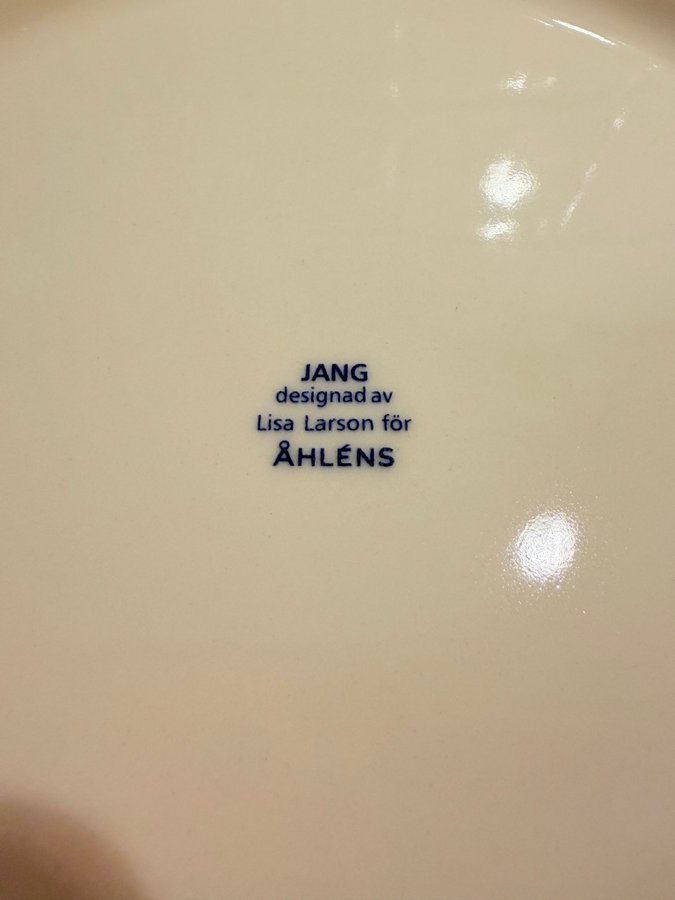 JANG
designad av
Lisa Larson för
ÅHLÉNS